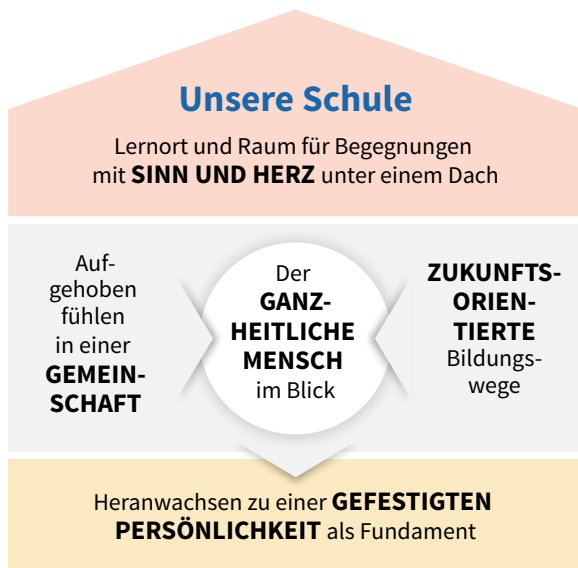 Unsere Schule
Lernort und Raum für Begegnungen
mit SINN UND HERZ unter einem Dach
Auf-
gehoben
fühlen
in einer
GEMEIN-
SCHAFT
Der
GANZ-
HEITLICHE
MENSCH
im Blick
ZUKUNFTS-
ORIEN-
TIERTE
Bildungs-
wege
Heranwachsen zu einer GEFESTIGTEN
PERSÖNLICHKEIT als Fundament